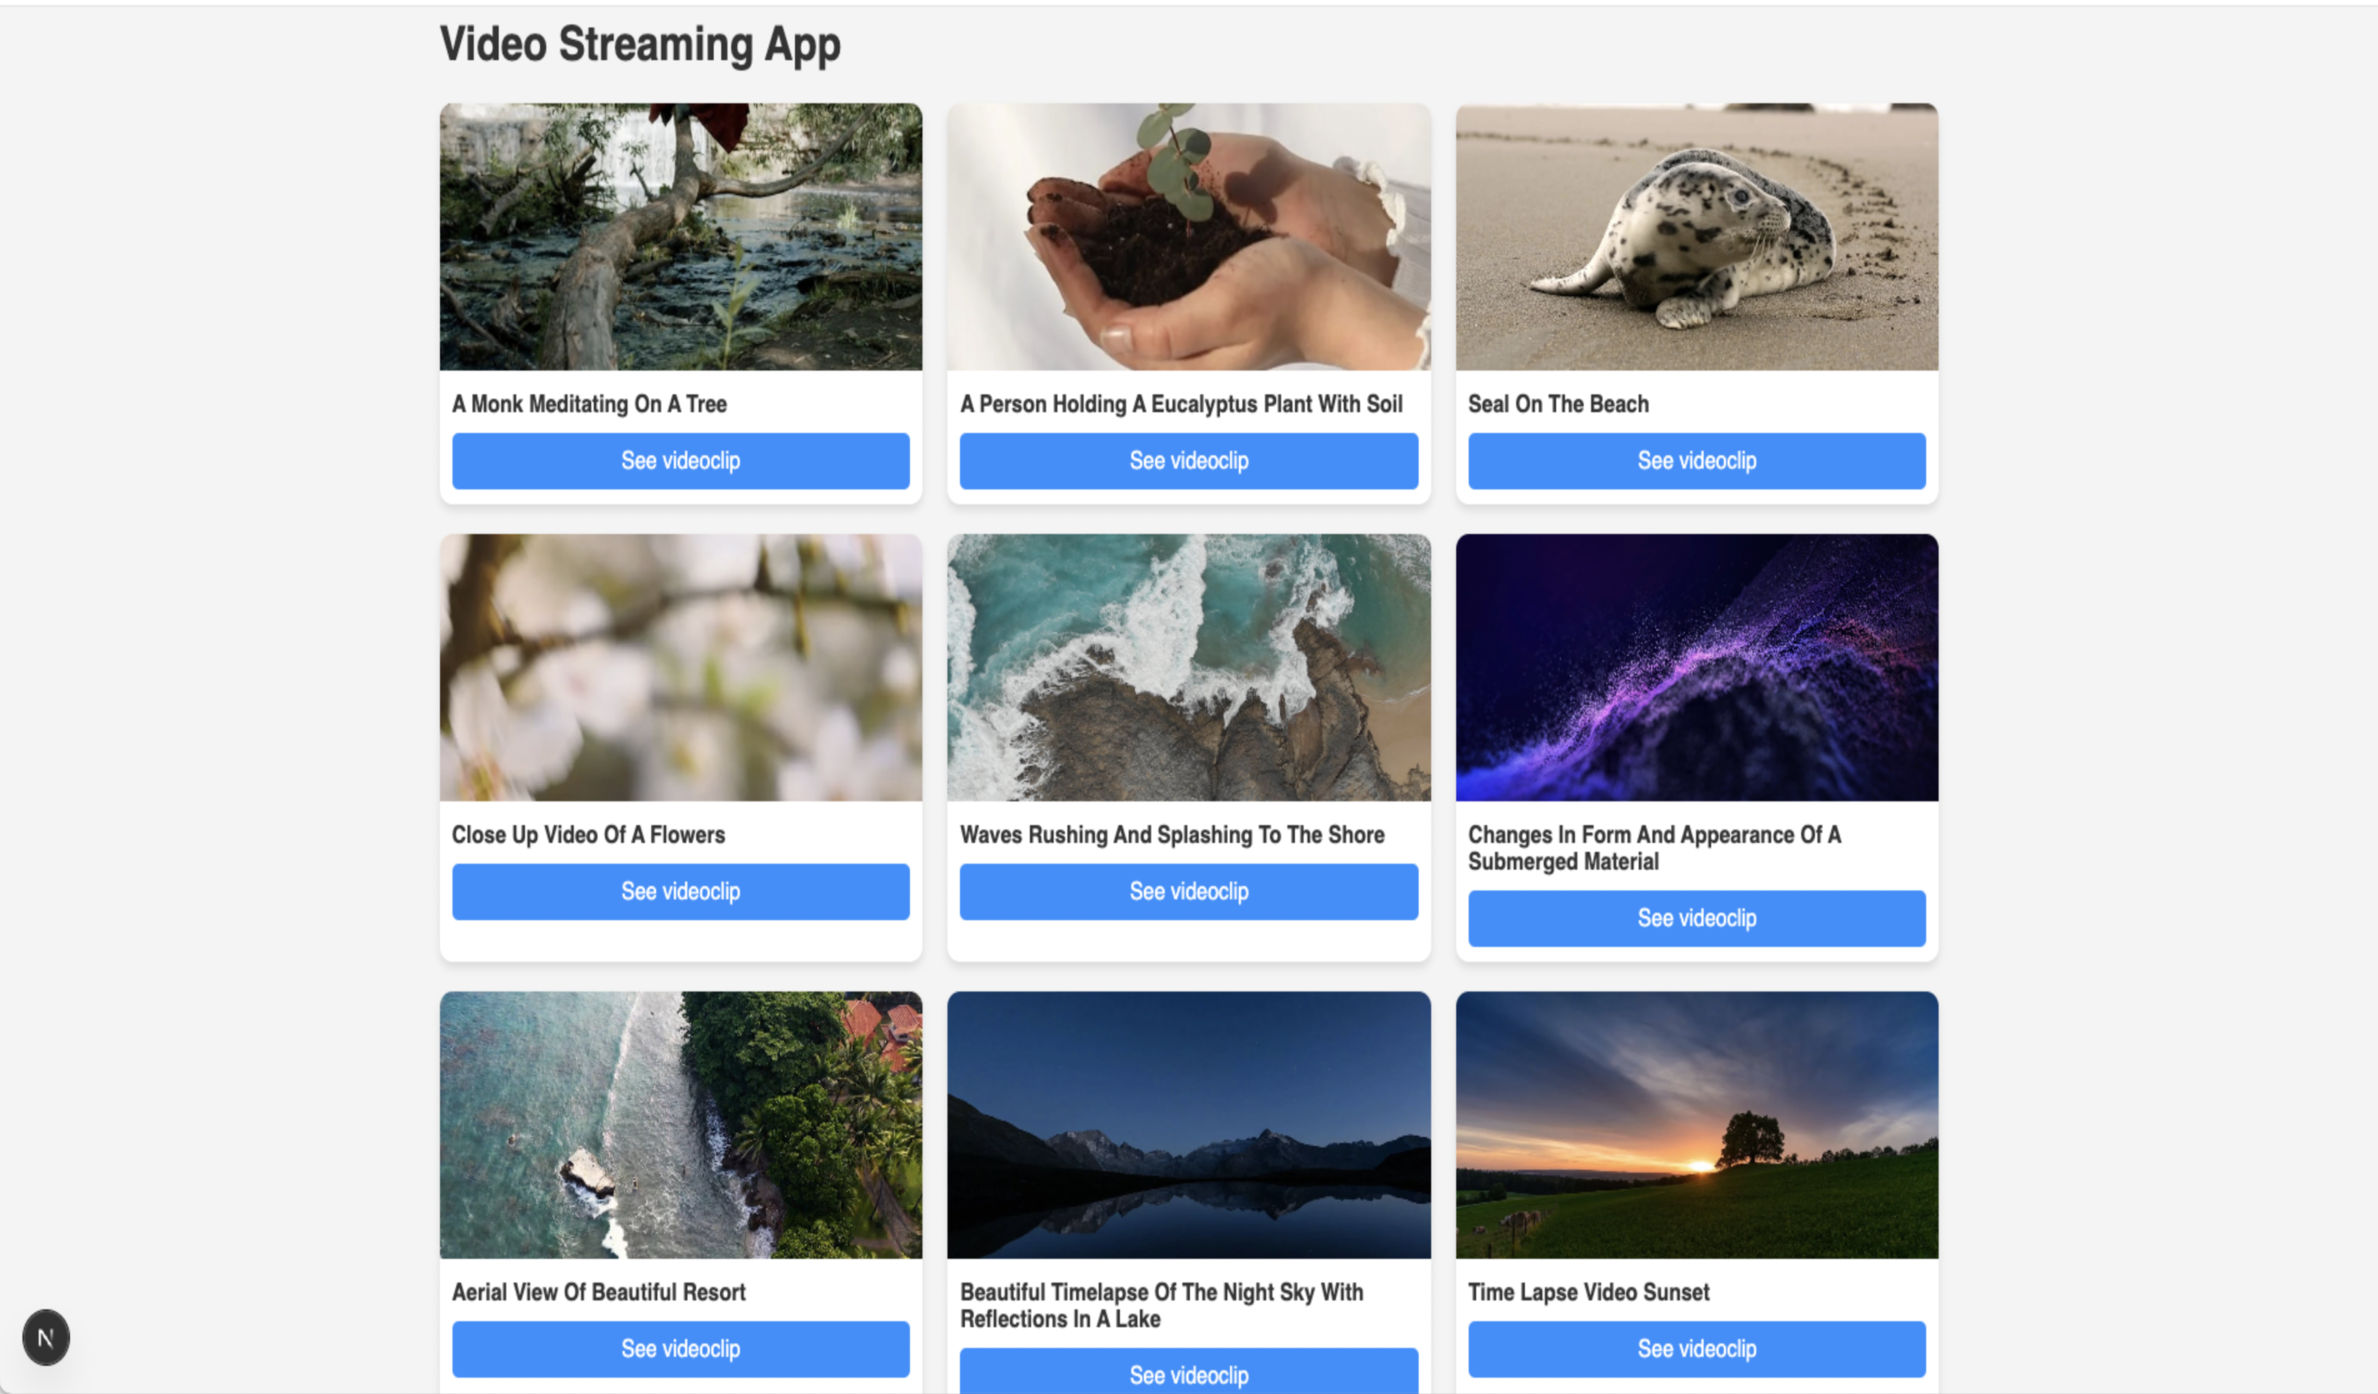 Video Streaming App
A Monk Meditating On A Tree
See videoclip
A Person Holding A Eucalyptus Plant With Soil
See videoclip
Seal On The Beach
See videoclip
Close Up Video Of A Flowers
See videoclip
Waves Rushing And Splashing To The Shore
See videoclip
Changes In Form And Appearance Of A
Submerged Material
See videoclip
Aerial View Of Beautiful Resort
See videoclip
Beautiful Timelapse Of The Night Sky With
Reflections In A Lake
See videoclip
Time Lapse Video Sunset
See videoclip
N